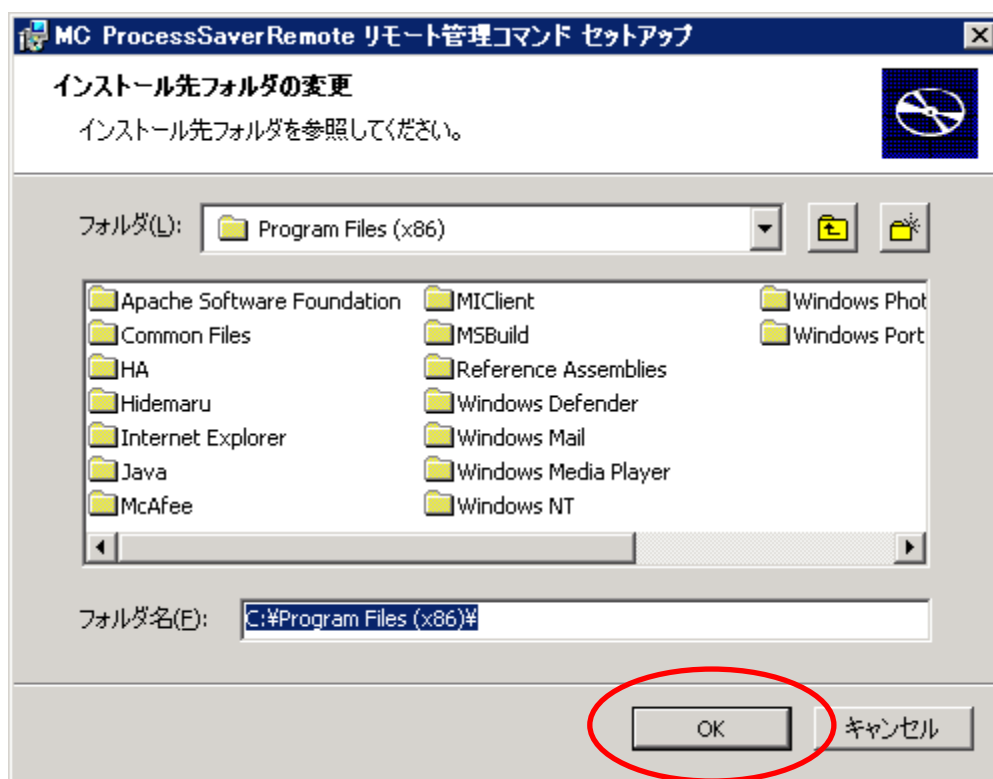 MC ProcessSaverRemote リモート管理コマンド セットアップ
インストール先フォルダの変更
インストール先フォルダを参照してください。
フォルダ(L): Program Files (x86)
Apache Software Foundation MIClient Windows Phot
Common Files MSBuild Windows Port
HA Reference Assemblies
Hidemaru Windows Defender
Internet Explorer Windows Mail
Java Windows Media Player
McAfee Windows NT
フォルダ名(F): C:¥Program Files (x86)¥
OK キャンセル